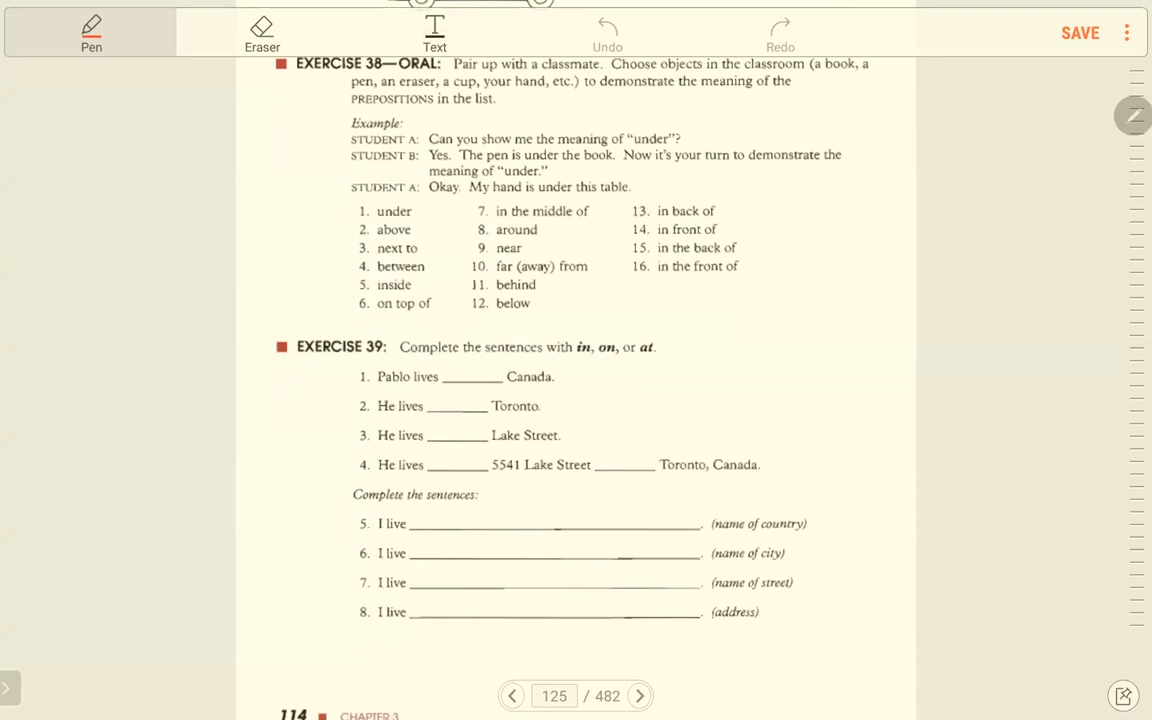 Pen
Eraser
Text
Undo
Redo
SAVE
EXERCISE 38—ORAL: Pair up with a classmate. Choose objects in the classroom (a book, a
pen, an eraser, a cup, your hand, etc.) to demonstrate the meaning of the
PREPOSITIONS in the list.
Example:
STUDENT A: Can you show me the meaning of "under"?
STUDENT B: Yes. The pen is under the book. Now it's your turn to demonstrate the
meaning of "under."
STUDENT A: Okay. My hand is under this table.
1. under 7. in the middle of 13. in back of
2. above 8. around 14. in front of
3. next to 9. near 15. in the back of
4. between 10. far (away) from 16. in the front of
5. inside 11. behind
6. on top of 12. below
EXERCISE 39: Complete the sentences with in, on, or at.
1. Pablo lives ________ Canada.
2. He lives ________ Toronto.
3. He lives ________ Lake Street.
4. He lives ________ 5541 Lake Street ________ Toronto, Canada.
Complete the sentences:
5. I live ________________________. (name of country)
6. I live ________________________. (name of city)
7. I live ________________________. (name of street)
8. I live ________________________. (address)
125 / 482
114 CHAPTER 3